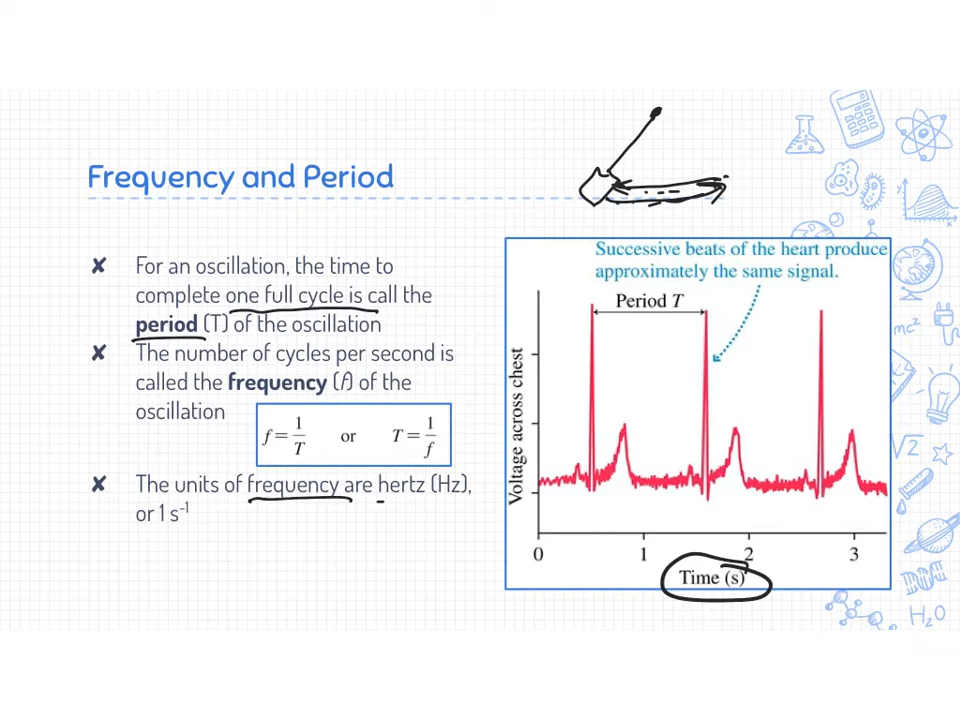 Frequency and Period
✘ For an oscillation, the time to
complete one full cycle is call the
period (T) of the oscillation
✘ The number of cycles per second is
called the frequency (f) of the
oscillation
f = 1/T or T = 1/f
✘ The units of frequency are hertz (Hz),
or 1 s⁻¹
Successive beats of the heart produce
approximately the same signal.
Period T
Voltage across chest
0 1 2 3
Time (s)
y
x
mc²
√2
H₂O